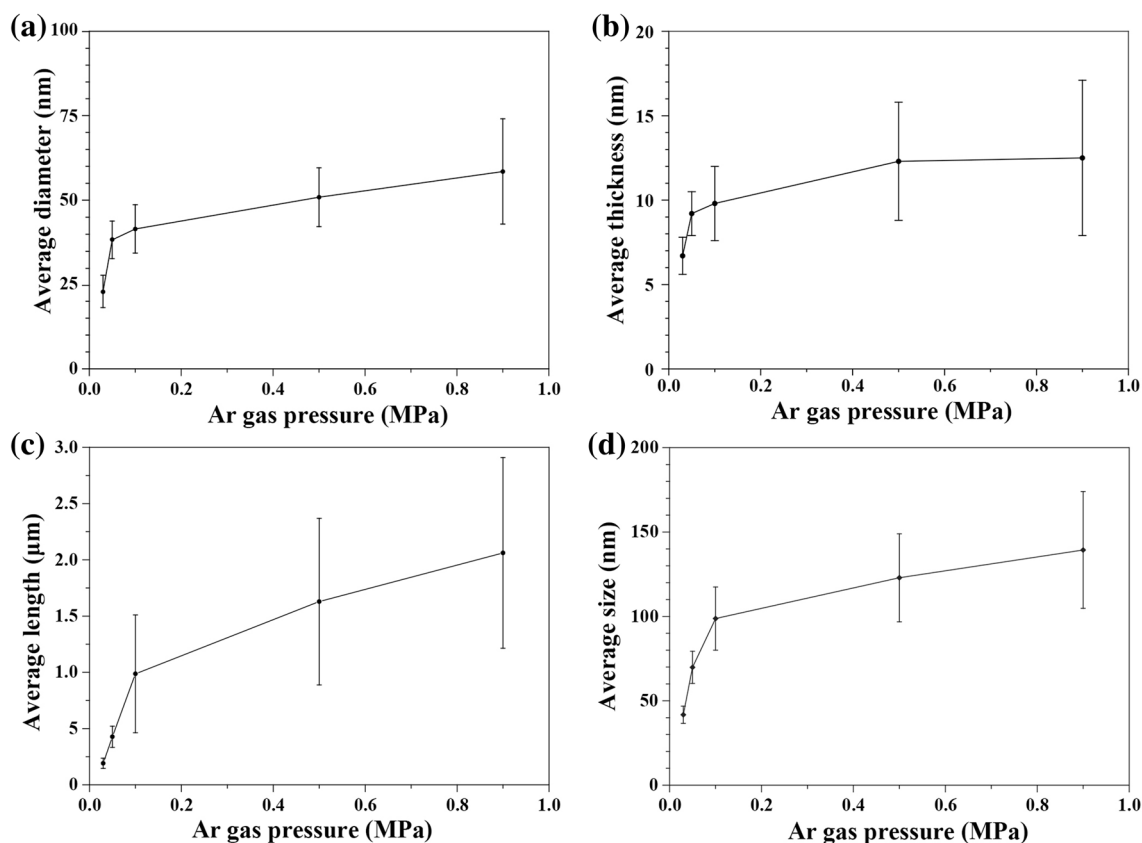 (a)
100
75
50
25
0
Average diameter (nm)
0.0 0.2 0.4 0.6 0.8 1.0
Ar gas pressure (MPa)
(b)
20
15
10
5
0
Average thickness (nm)
0.0 0.2 0.4 0.6 0.8 1.0
Ar gas pressure (MPa)
(c)
3.0
2.5
2.0
1.5
1.0
5
0
Average length (μm)
0.0 0.2 0.4 0.6 0.8 1.0
Ar gas pressure (MPa)
(d)
200
150
100
50
0
Average size (nm)
0.0 0.2 0.4 0.6 0.8 1.0
Ar gas pressure (MPa)